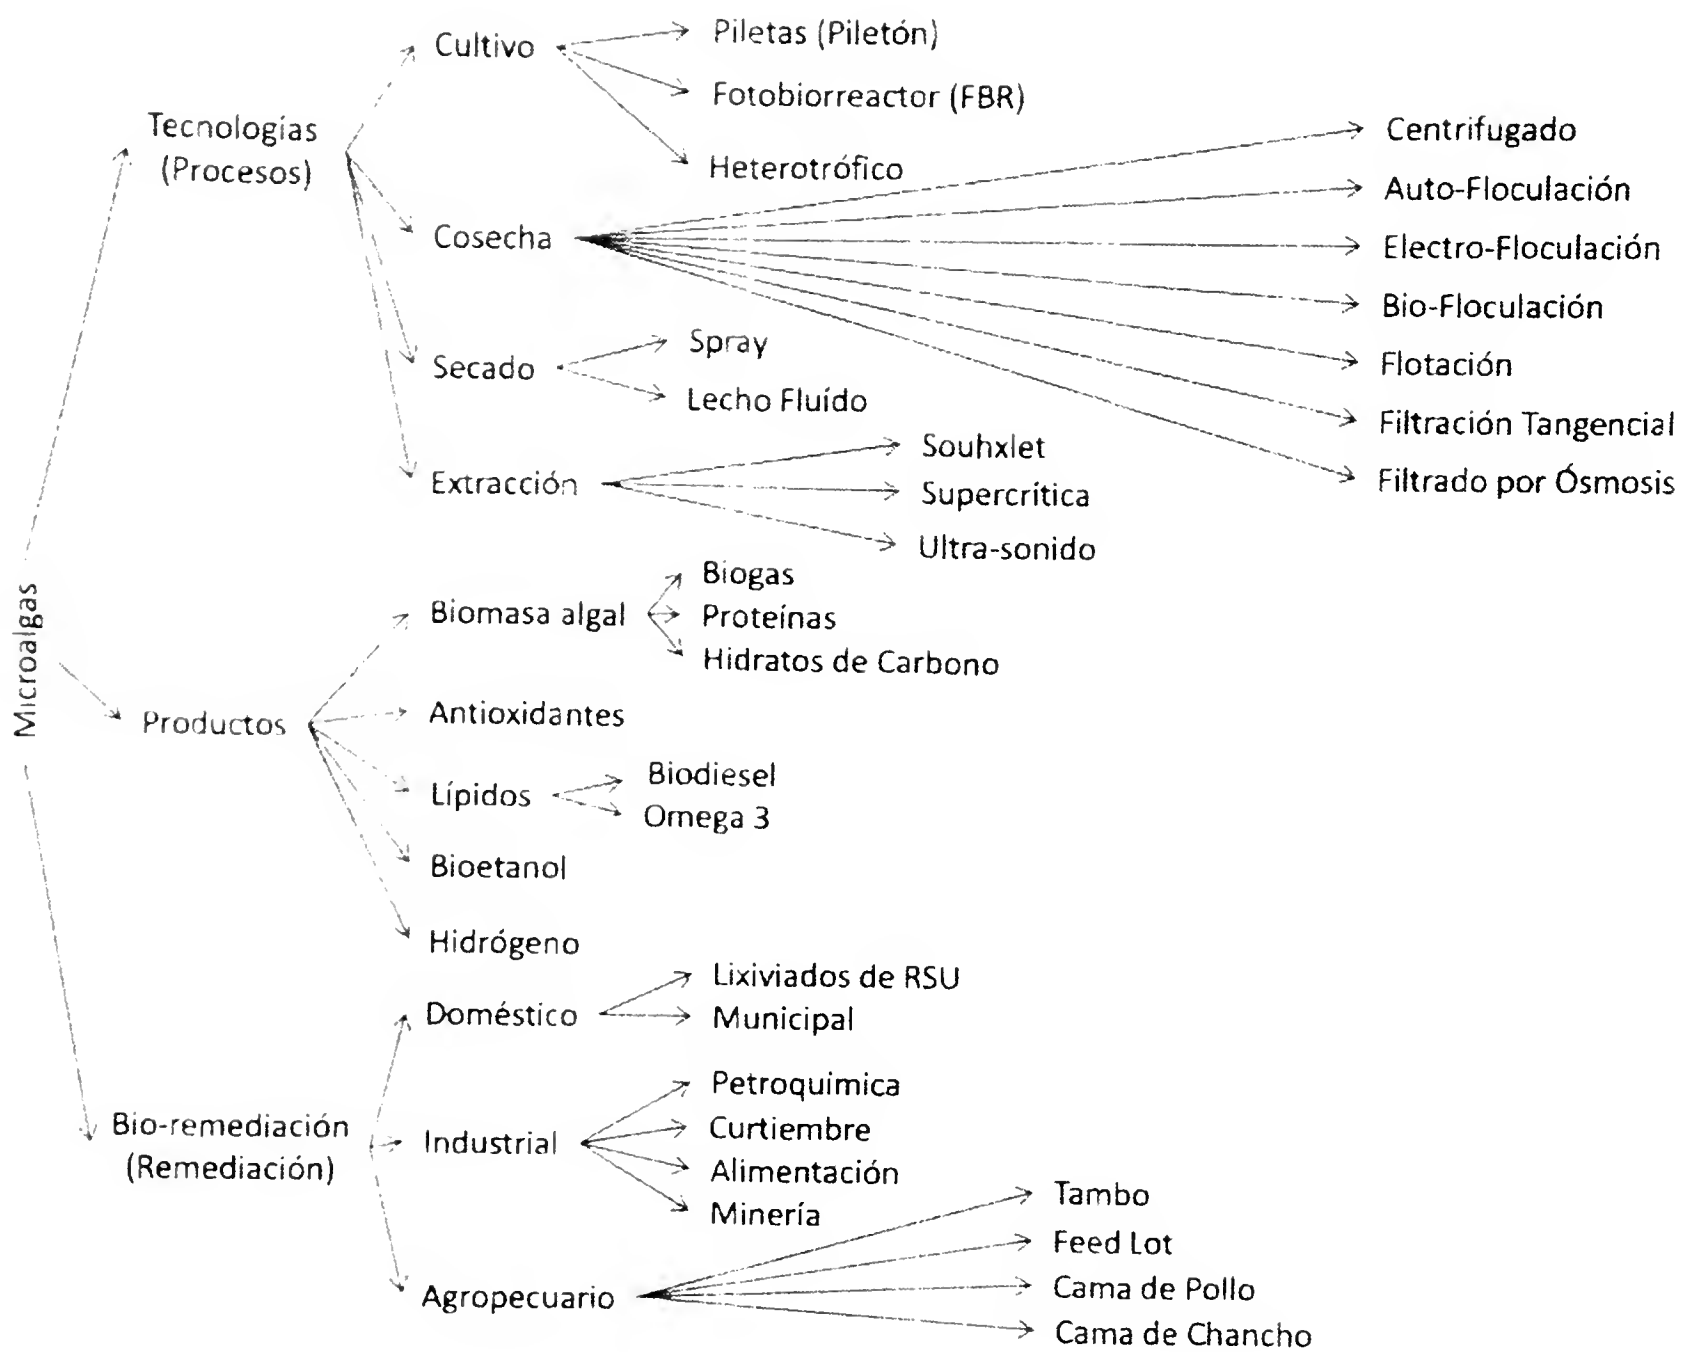 Microalgas
Tecnologías
(Procesos)
Cultivo
Piletas (Piletón)
Fotobiorreactor (FBR)
Heterotrófico
Cosecha
Centrifugado
Auto-Floculación
Electro-Floculación
Bio-Floculación
Flotación
Filtración Tangencial
Filtrado por Ósmosis
Secado
Spray
Lecho Fluído
Extracción
Souhxlet
Supercrítica
Ultra-sonido
Productos
Biomasa algal
Biogas
Proteínas
Hidratos de Carbono
Antioxidantes
Lípidos
Biodiesel
Omega 3
Bioetanol
Hidrógeno
Bio-remediación
(Remediación)
Doméstico
Lixiviados de RSU
Municipal
Industrial
Petroquimica
Curtiembre
Alimentación
Minería
Agropecuario
Tambo
Feed Lot
Cama de Pollo
Cama de Chancho